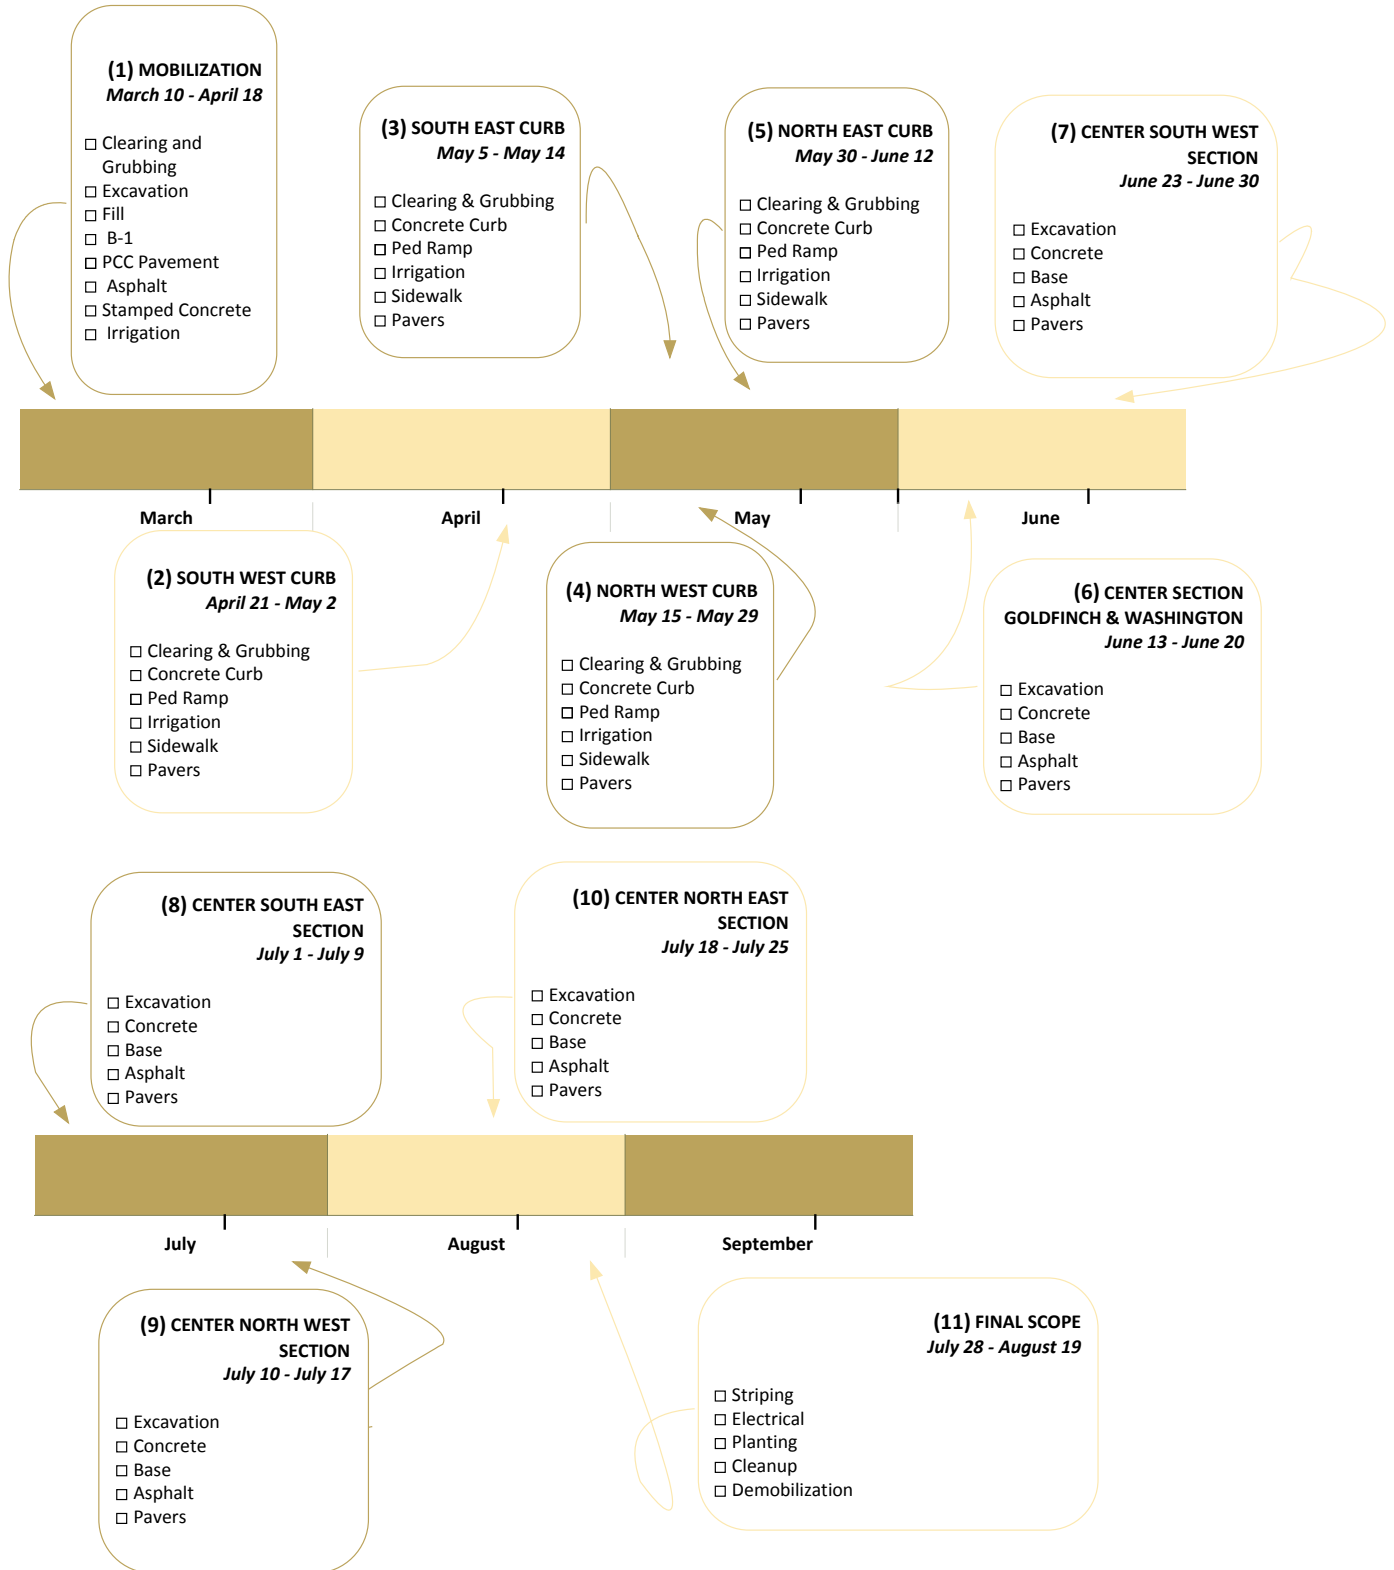 (1) MOBILIZATION
March 10 - April 18
☐ Clearing and
Grubbing
☐ Excavation
☐ Fill
☐ B-1
☐ PCC Pavement
☐ Asphalt
☐ Stamped Concrete
☐ Irrigation
(3) SOUTH EAST CURB
May 5 - May 14
☐ Clearing & Grubbing
☐ Concrete Curb
☐ Ped Ramp
☐ Irrigation
☐ Sidewalk
☐ Pavers
(5) NORTH EAST CURB
May 30 - June 12
☐ Clearing & Grubbing
☐ Concrete Curb
☐ Ped Ramp
☐ Irrigation
☐ Sidewalk
☐ Pavers
(7) CENTER SOUTH WEST
SECTION
June 23 - June 30
☐ Excavation
☐ Concrete
☐ Base
☐ Asphalt
☐ Pavers
March
April
May
June
(2) SOUTH WEST CURB
April 21 - May 2
☐ Clearing & Grubbing
☐ Concrete Curb
☐ Ped Ramp
☐ Irrigation
☐ Sidewalk
☐ Pavers
(4) NORTH WEST CURB
May 15 - May 29
☐ Clearing & Grubbing
☐ Concrete Curb
☐ Ped Ramp
☐ Irrigation
☐ Sidewalk
☐ Pavers
(6) CENTER SECTION
GOLDFINCH & WASHINGTON
June 13 - June 20
☐ Excavation
☐ Concrete
☐ Base
☐ Asphalt
☐ Pavers
(8) CENTER SOUTH EAST
SECTION
July 1 - July 9
☐ Excavation
☐ Concrete
☐ Base
☐ Asphalt
☐ Pavers
(10) CENTER NORTH EAST
SECTION
July 18 - July 25
☐ Excavation
☐ Concrete
☐ Base
☐ Asphalt
☐ Pavers
July
August
September
(9) CENTER NORTH WEST
SECTION
July 10 - July 17
☐ Excavation
☐ Concrete
☐ Base
☐ Asphalt
☐ Pavers
(11) FINAL SCOPE
July 28 - August 19
☐ Striping
☐ Electrical
☐ Planting
☐ Cleanup
☐ Demobilization